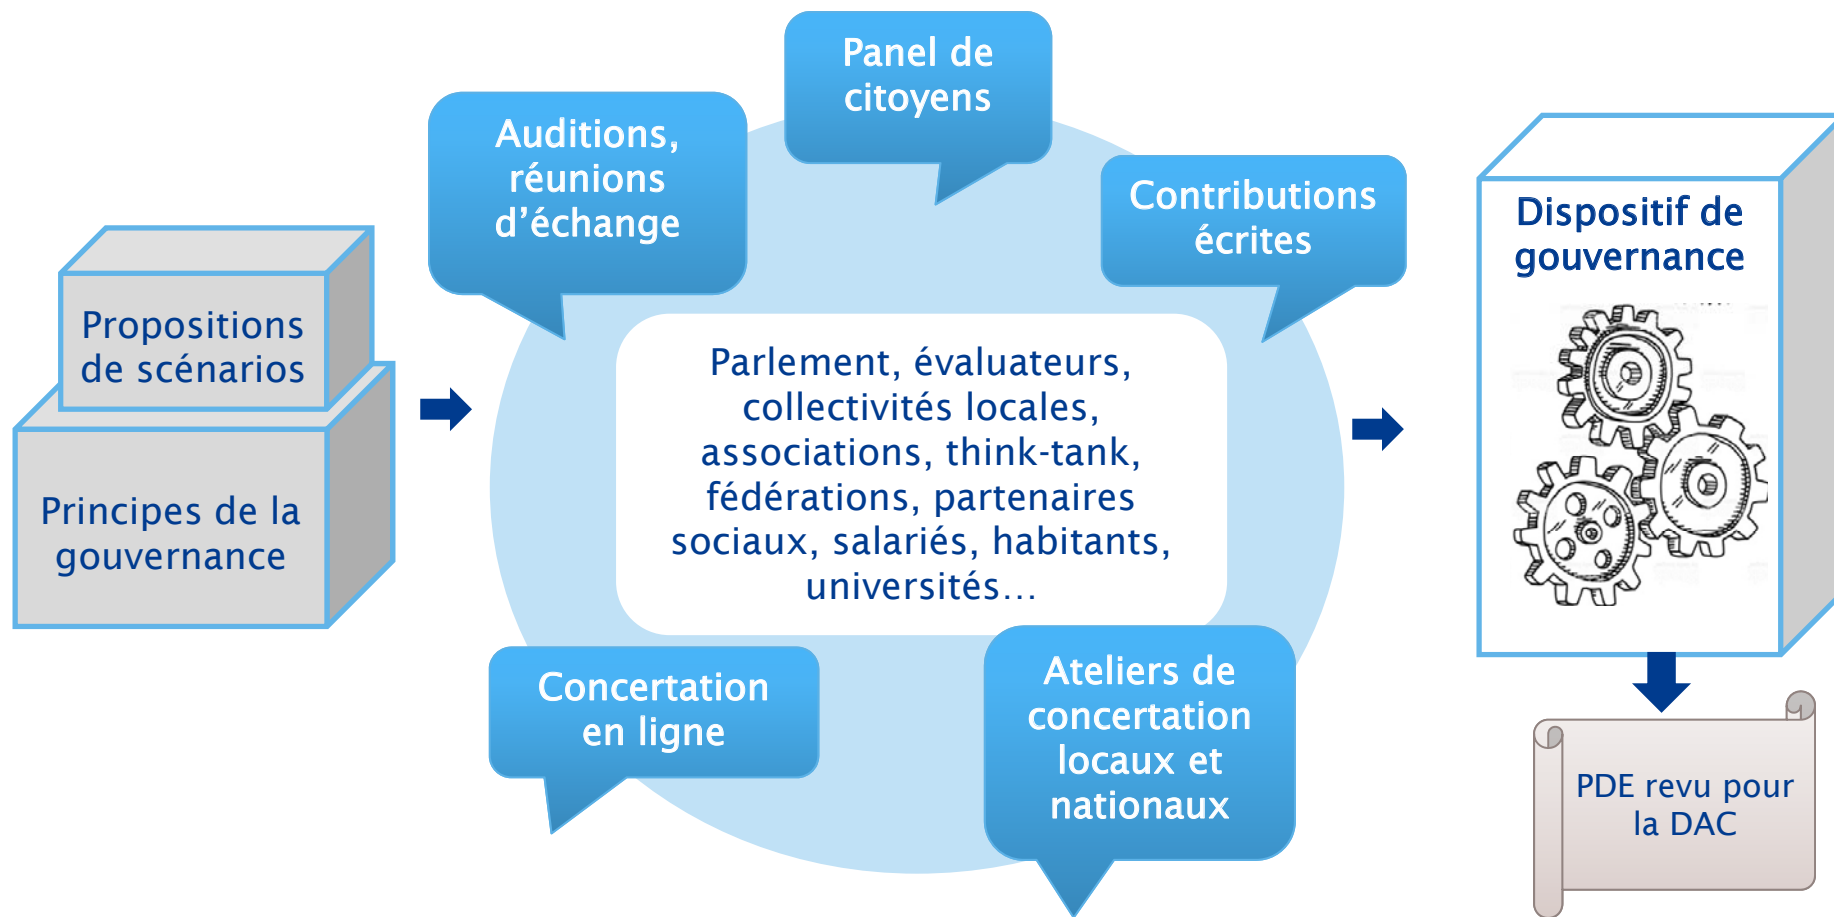 Propositions
de scénarios
Principes de la
gouvernance
Auditions,
réunions
d’échange
Panel de
citoyens
Contributions
écrites
Parlement, évaluateurs,
collectivités locales,
associations, think-tank,
fédérations, partenaires
sociaux, salariés, habitants,
universités…
Concertation
en ligne
Ateliers de
concertation
locaux et
nationaux
Dispositif de
gouvernance
PDE revu pour
la DAC